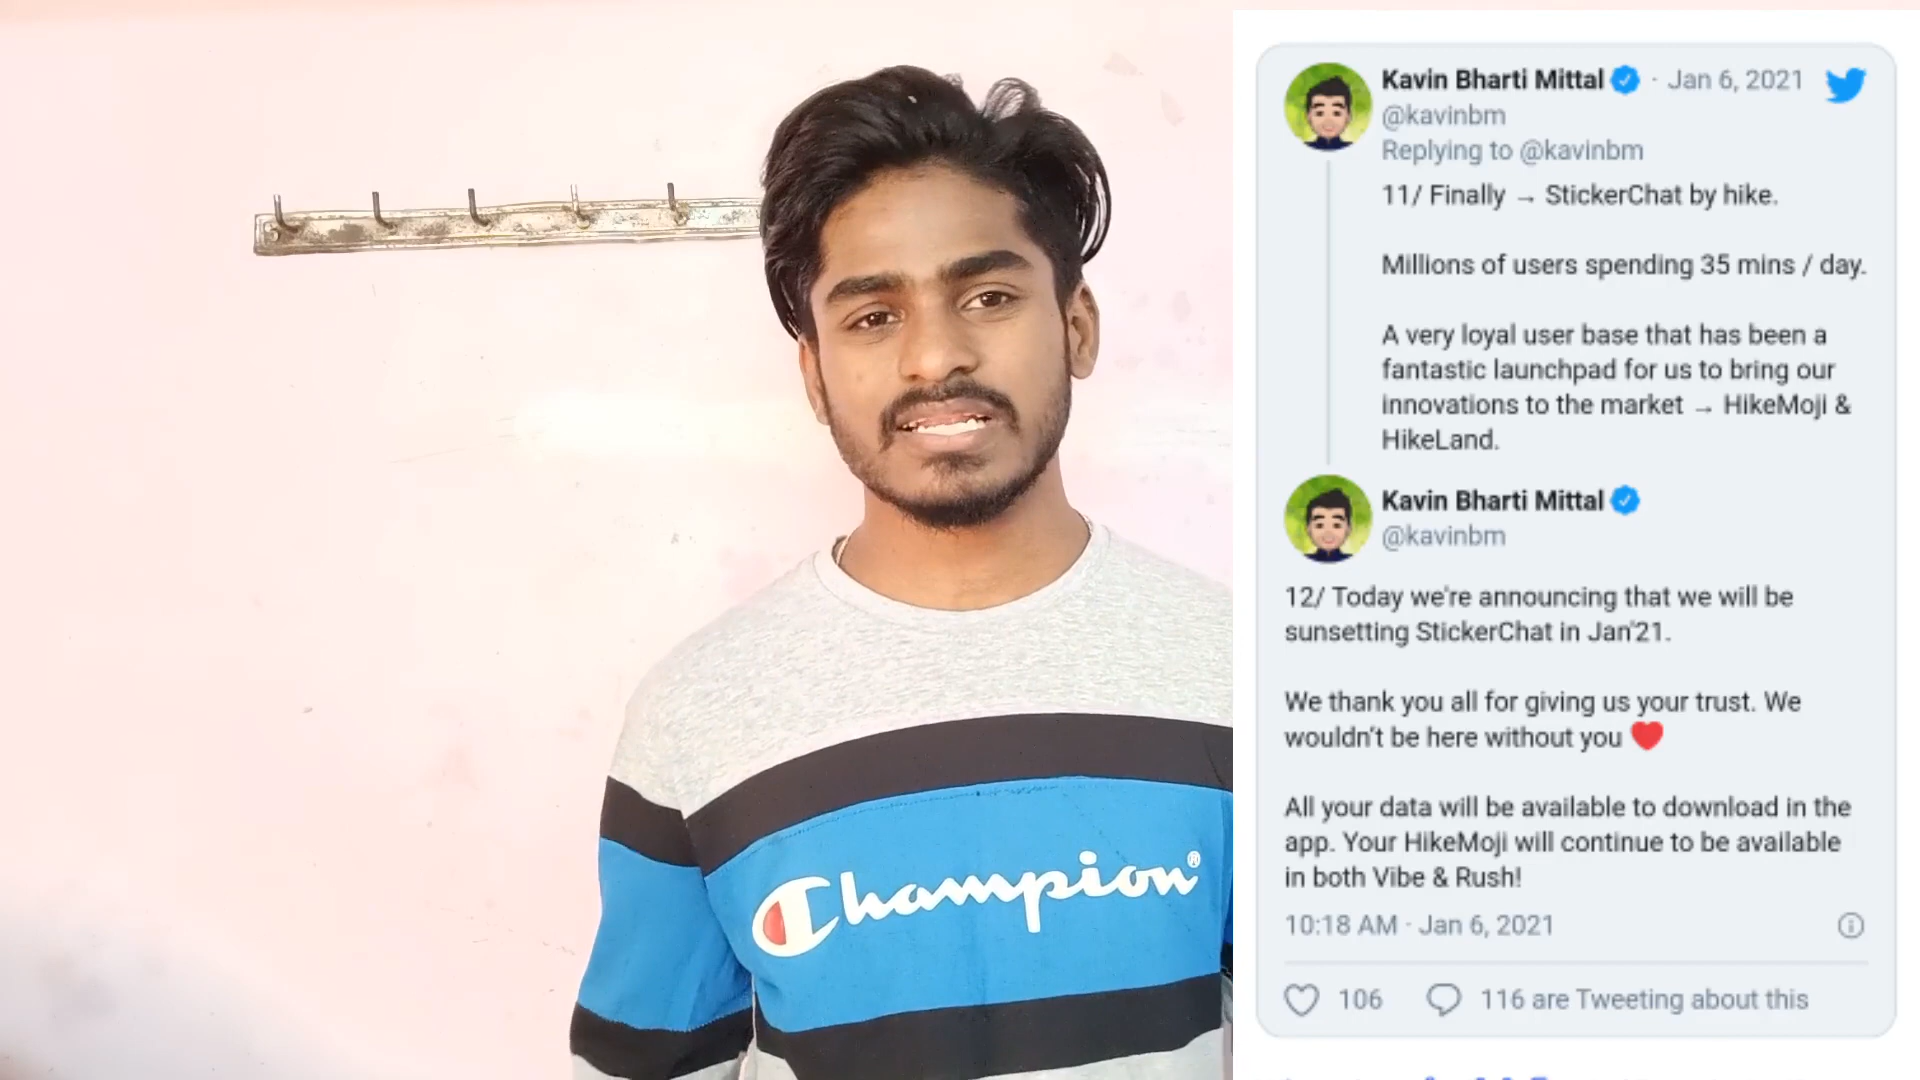 Champion®
Kavin Bharti Mittal · Jan 6, 2021
@kavinbm
Replying to @kavinbm
11/ Finally → StickerChat by hike.
Millions of users spending 35 mins / day.
A very loyal user base that has been a
fantastic launchpad for us to bring our
innovations to the market → HikeMoji &
HikeLand.
Kavin Bharti Mittal
@kavinbm
12/ Today we're announcing that we will be
sunsetting StickerChat in Jan'21.
We thank you all for giving us your trust. We
wouldn't be here without you ❤️
All your data will be available to download in the
app. Your HikeMoji will continue to be available
in both Vibe & Rush!
10:18 AM · Jan 6, 2021
106
116 are Tweeting about this